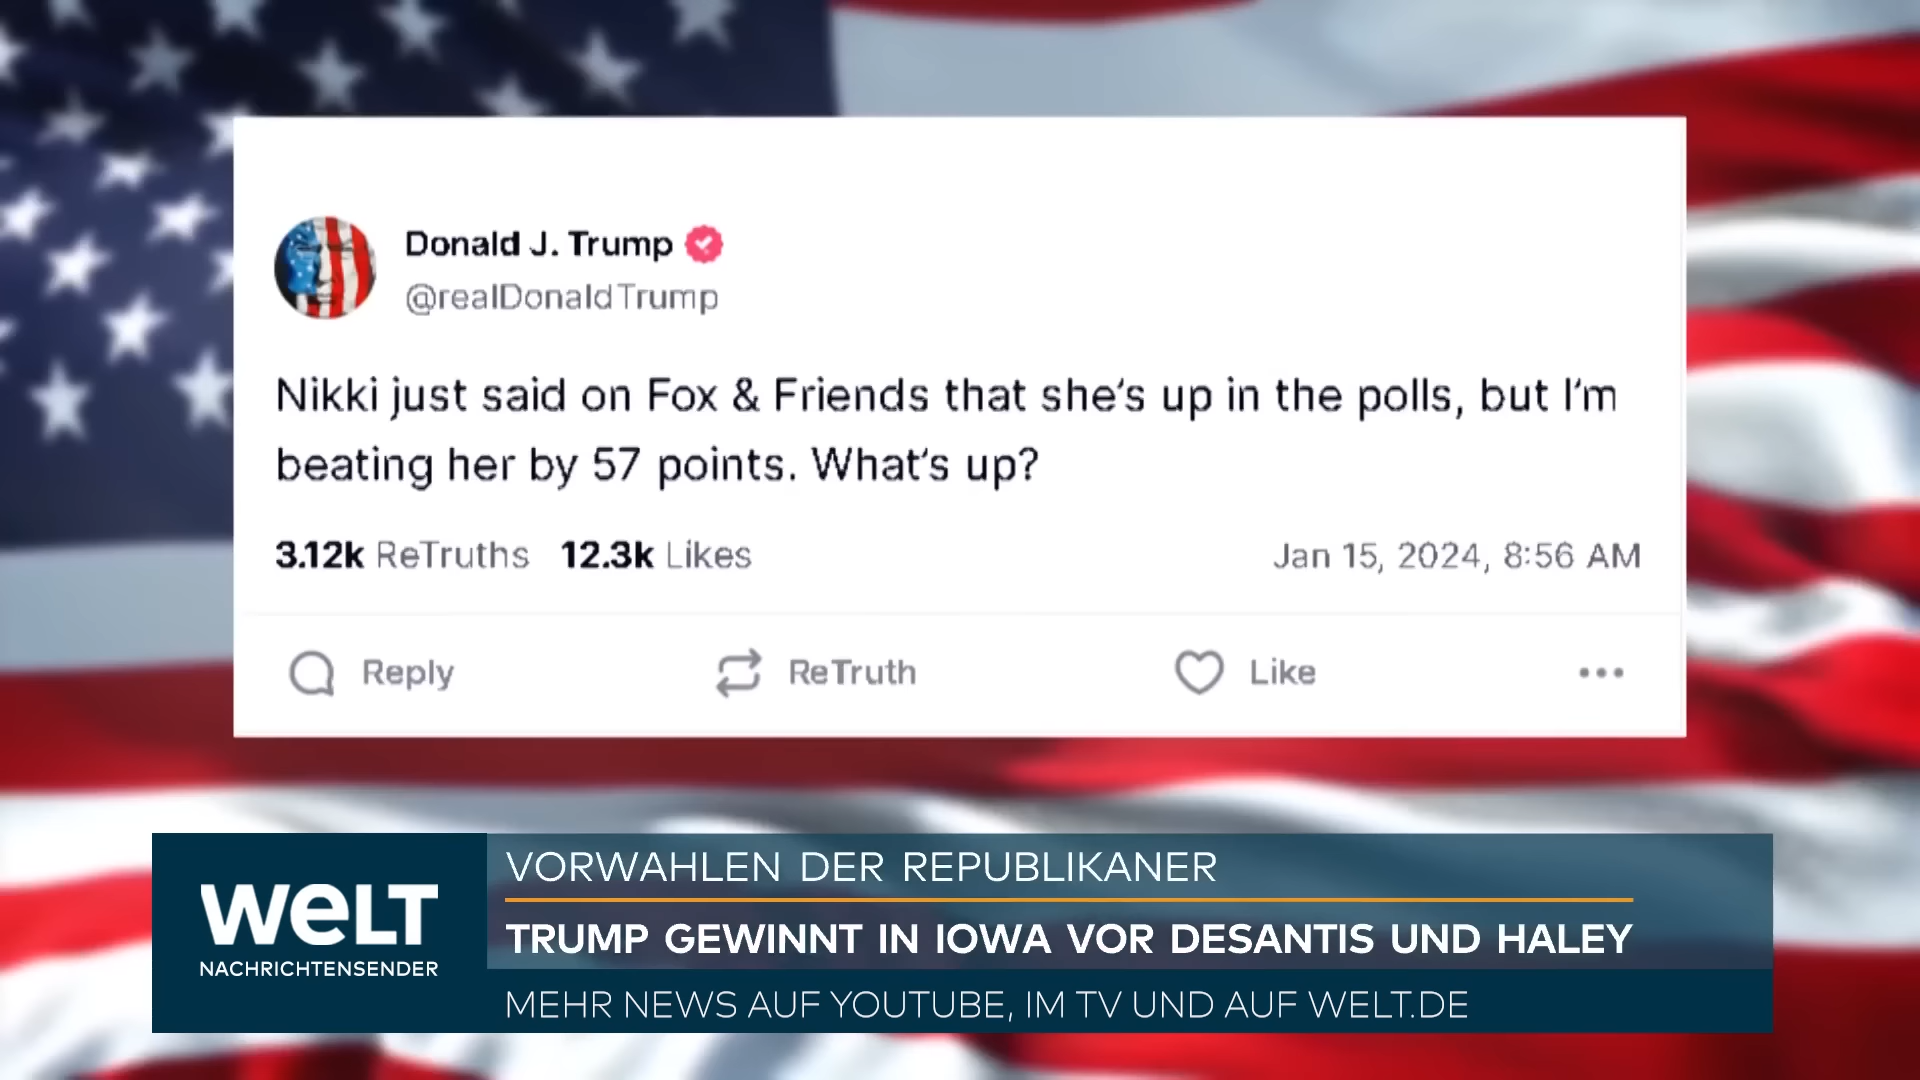 Donald J. Trump
@realDonaldTrump
Nikki just said on Fox & Friends that she's up in the polls, but I'm
beating her by 57 points. What's up?
3.12k ReTruths 12.3k Likes
Jan 15, 2024, 8:56 AM
Reply
ReTruth
Like
WELT
NACHRICHTENSENDER
VORWAHLEN DER REPUBLIKANER
TRUMP GEWINNT IN IOWA VOR DESANTIS UND HALEY
MEHR NEWS AUF YOUTUBE, IM TV UND AUF WELT.DE